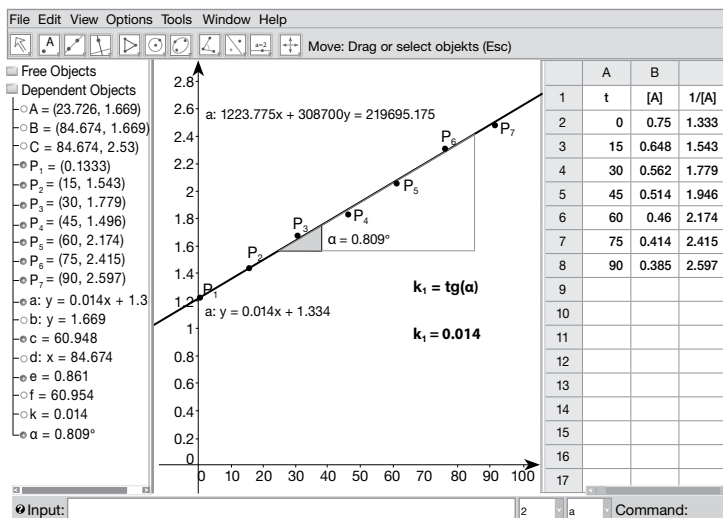 File Edit View Options Tools Window Help
A
a=2
Move: Drag or select objekts (Esc)
Free Objects
Dependent Objects
A = (23.726, 1.669)
B = (84.674, 1.669)
C = 84.674, 2.53)
P₁ = (0.1333)
P₂ = (15, 1.543)
P₃ = (30, 1.779)
P₄ = (45, 1.496)
P₅ = (60, 2.174)
P₆ = (75, 2.415)
P₇ = (90, 2.597)
a: y = 0.014x + 1.3
b: y = 1.669
c = 60.948
d: x = 84.674
e = 0.861
f = 60.954
k = 0.014
α = 0.809°
2.8
2.6
2.4
2.2
2
1.8
1.6
1.4
1.2
1
0.8
0.6
0.4
0.2
0
0 10 20 30 40 50 60 70 80 90 100
a: 1223.775x + 308700y = 219695.175
P₁
P₂
P₃
P₄
P₅
P₆
P₇
α = 0.809°
a: y = 0.014x + 1.334
k₁ = tg(α)
k₁ = 0.014
A B
1 t [A] 1/[A]
2 0 0.75 1.333
3 15 0.648 1.543
4 30 0.562 1.779
5 45 0.514 1.946
6 60 0.46 2.174
7 75 0.414 2.415
8 90 0.385 2.597
9
10
11
12
13
14
15
16
17
Input: 2 a Command: